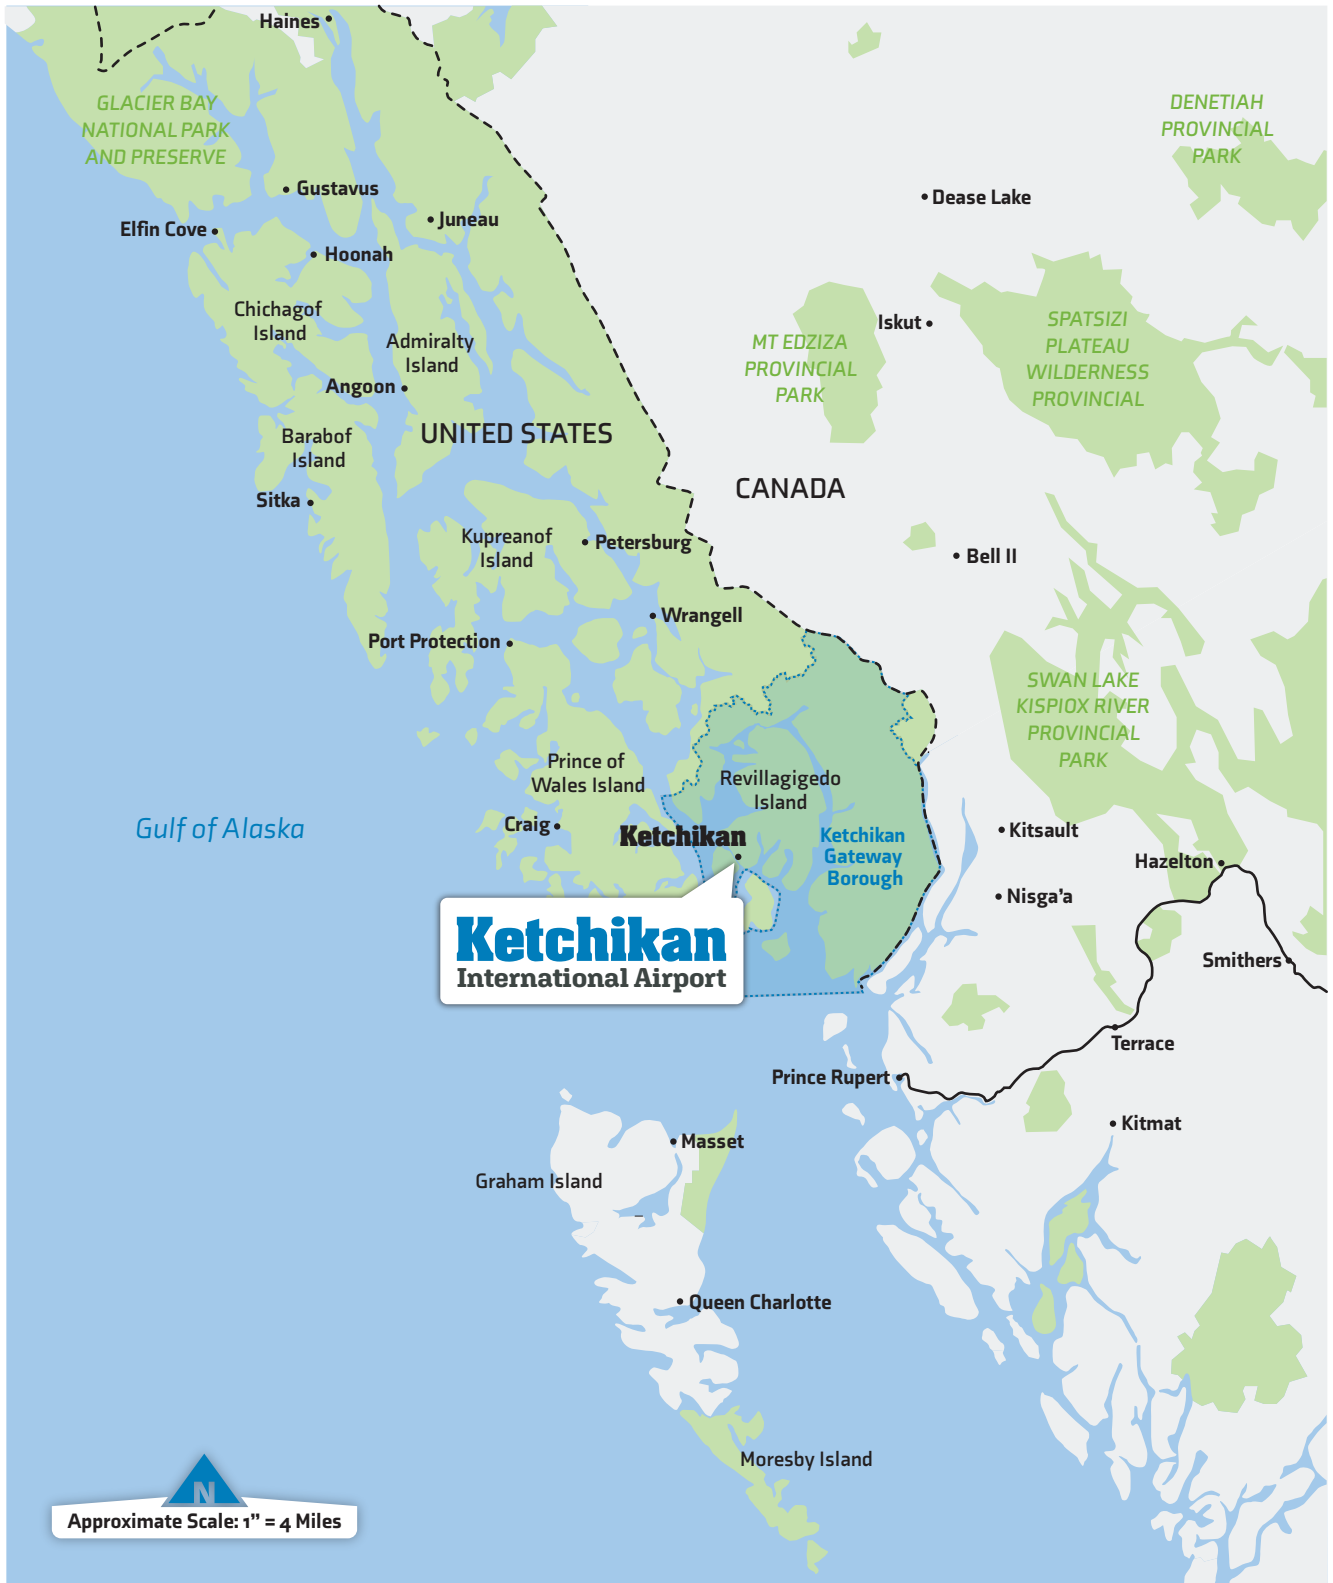 Haines
GLACIER BAY
NATIONAL PARK
AND PRESERVE
DENETIAH
PROVINCIAL
PARK
Gustavus
Dease Lake
Elfin Cove
Juneau
Hoonah
Chichagof
Island
Admiralty
Island
Iskut
MT EDZIZA
PROVINCIAL
PARK
SPATSIZI
PLATEAU
WILDERNESS
PROVINCIAL
Angoon
Barabof
Island
UNITED STATES
CANADA
Sitka
Kupreanof
Island
Petersburg
Bell II
Wrangell
Port Protection
SWAN LAKE
KISPIOX RIVER
PROVINCIAL
PARK
Prince of
Wales Island
Revillagigedo
Island
Gulf of Alaska
Craig
Ketchikan
Ketchikan
Gateway
Borough
Kitsault
Hazelton
Nisga’a
Ketchikan
International Airport
Smithers
Terrace
Prince Rupert
Kitmat
Masset
Graham Island
Queen Charlotte
Moresby Island
N
Approximate Scale: 1” = 4 Miles